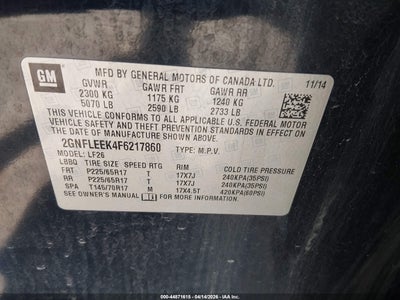 GM
MFD BY GENERAL MOTORS OF CANADA LTD.
11/14
GVWR GAWR FRT GAWR RR
2300 KG 1175 KG 1240 KG
5070 LB 2590 LB 2733 LB
THIS VEHICLE CONFORMS TO ALL APPLICABLE U.S. FEDERAL MOTOR
VEHICLE SAFETY AND THEFT PREVENTION STANDARDS IN EFFECT ON
THE DATE OF MANUFACTURE SHOWN ABOVE.
2GNFLEEK4F6217860 TYPE: M.P.V.
MODEL: LF26
LBBQ TIRE SIZE SPEED RTG RIM COLD TIRE PRESSURE
FRT P225/65R17 T 17X7J 240KPA(35PSI)
RR P225/65R17 T 17X7J 240KPA(35PSI)
SPA T145/70R17 M 17X4.5T 420KPA(60PSI)
SEE OWNER'S MANUAL FOR ADDITIONAL INFORMATION.
ID- 44871615 - 04/14/2026 - © IAA, Inc